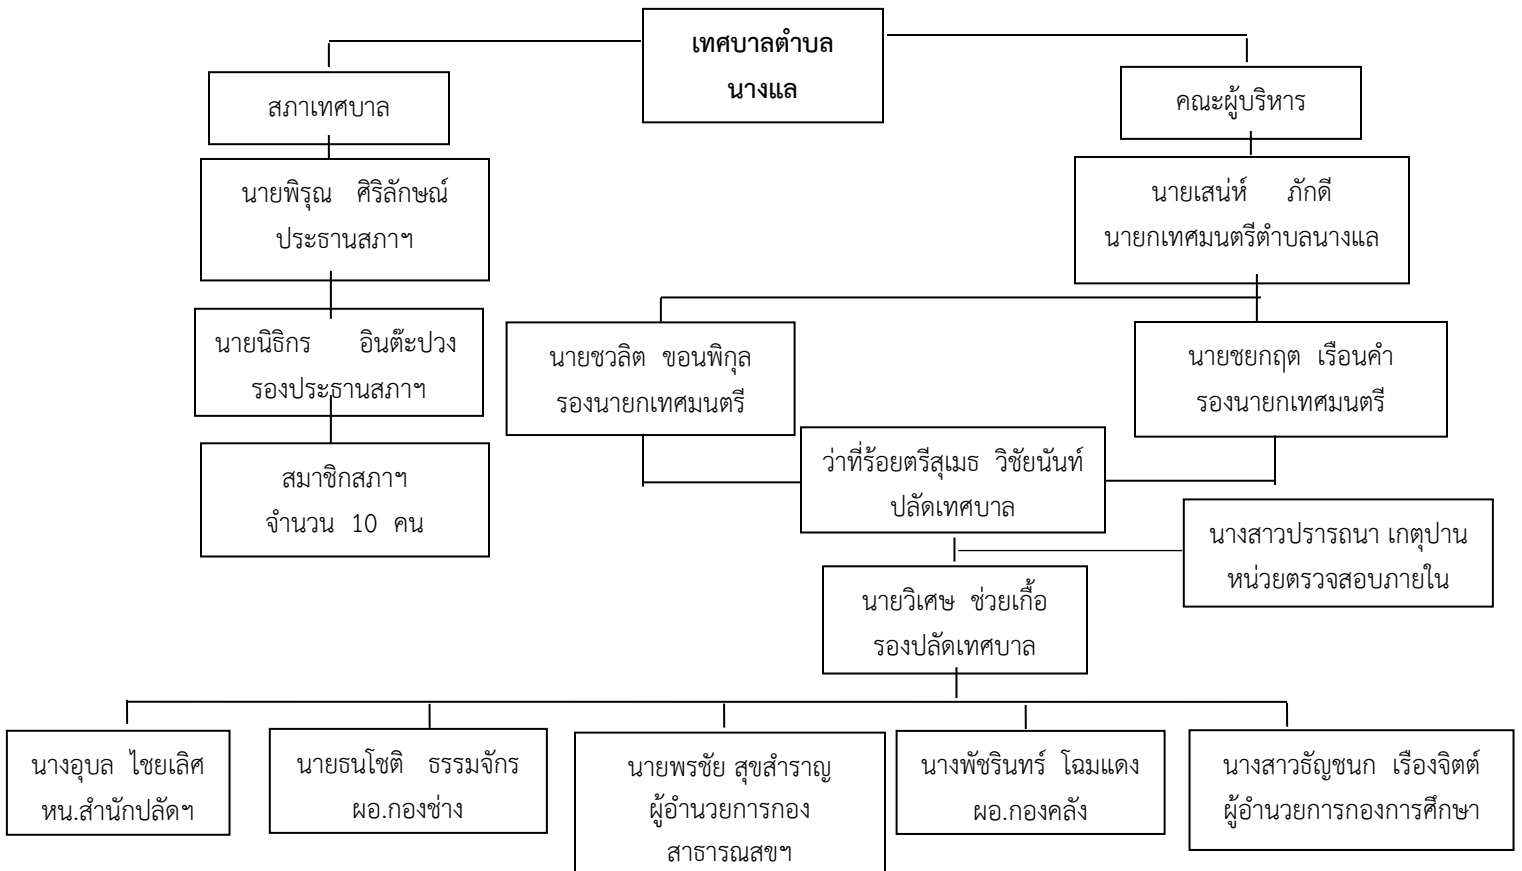 เทศบาลตำบล
นางแล
สภาเทศบาล
คณะผู้บริหาร
นายพิรุณ ศิริลักษณ์
ประธานสภาฯ
นายเสน่ห์ ภักดี
นายกเทศมนตรีตำบลนางแล
นายนิธิกร อินต๊ะปวง
รองประธานสภาฯ
นายชวลิต ขอนพิกุล
รองนายกเทศมนตรี
นายชยกฤต เรือนคำ
รองนายกเทศมนตรี
สมาชิกสภาฯ
จำนวน 10 คน
ว่าที่ร้อยตรีสุเมธ วิชัยนันท์
ปลัดเทศบาล
นางสาวปรารถนา เกตุปาน
หน่วยตรวจสอบภายใน
นายวิเศษ ช่วยเกื้อ
รองปลัดเทศบาล
นางอุบล ไชยเลิศ
หน.สำนักปลัดฯ
นายธนโชติ ธรรมจักร
ผอ.กองช่าง
นายพรชัย สุขสำราญ
ผู้อำนวยการกอง
สาธารณสขฯ
นางพัชรินทร์ โฉมแดง
ผอ.กองคลัง
นางสาวธัญชนก เรืองจิตต์
ผู้อำนวยการกองการศึกษา